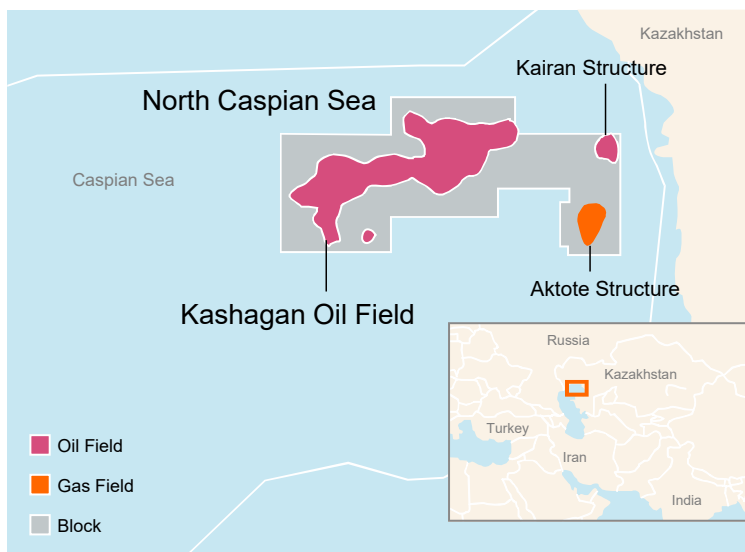 Kazakhstan
Kairan Structure
North Caspian Sea
Caspian Sea
Aktote Structure
Kashagan Oil Field
Russia
Kazakhstan
Turkey
Iran
India
Oil Field
Gas Field
Block